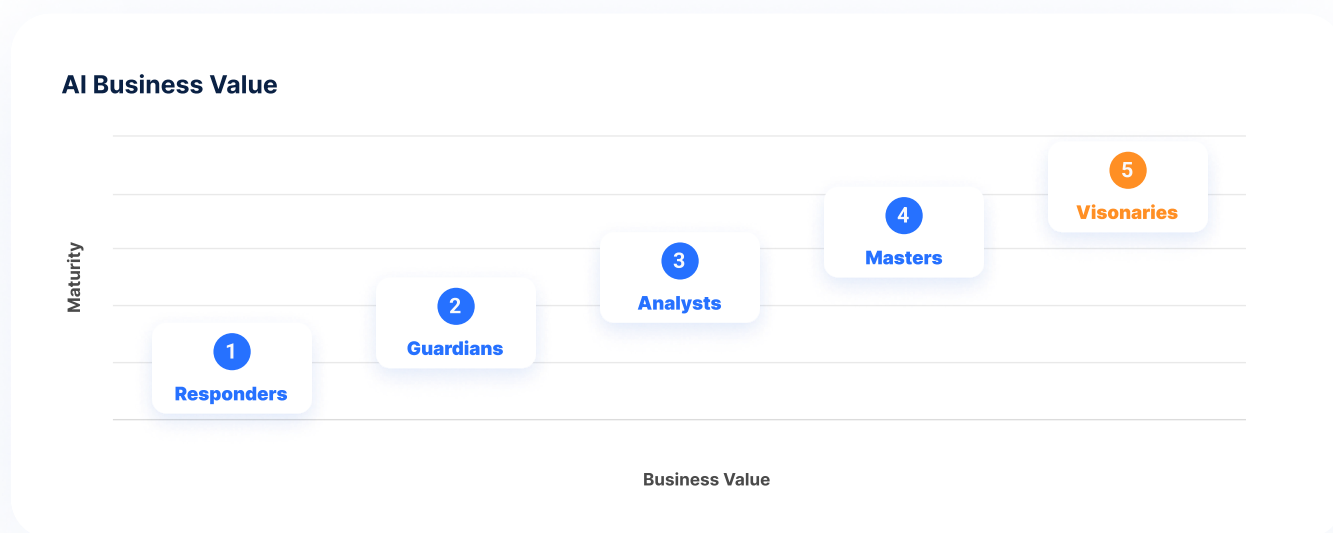 AI Business Value
Maturity
5
Visonaries
4
Masters
3
Analysts
2
Guardians
1
Responders
Business Value